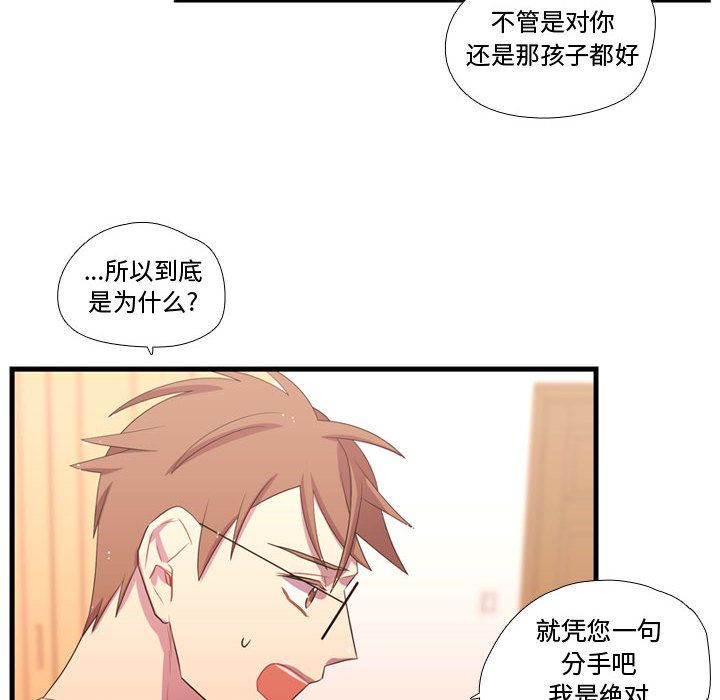 不管是对你
还是那孩子都好
...所以到底
是为什么?
就凭您一句
分手吧
我是绝对